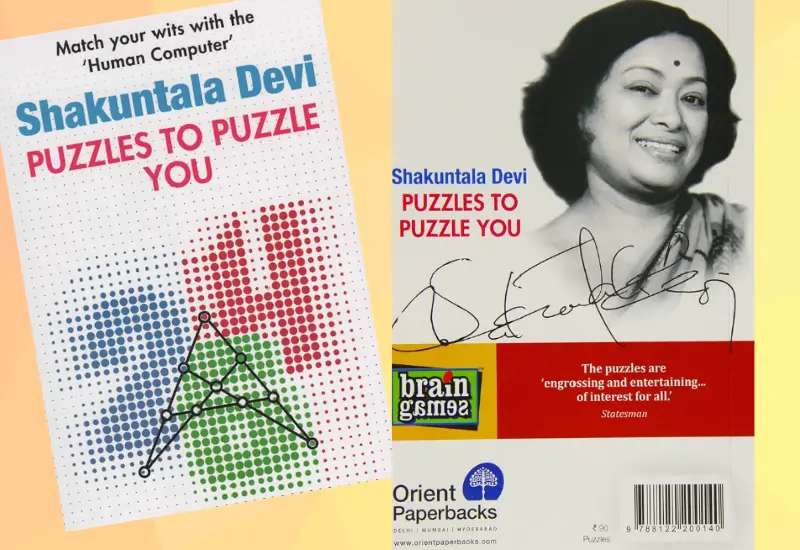 Match your wits with the
'Human Computer'
Shakuntala Devi
PUZZLES TO PUZZLE
YOU
24
Shakuntala Devi
PUZZLES TO
PUZZLE YOU
brain
games
The puzzles are
'engrossing and entertaining...
of interest for all.'
Statesman
Orient
Paperbacks
DELHI | MUMBAI | HYDERABAD
www.orientpaperbacks.com
₹ 90
Puzzles
9 788122 200140